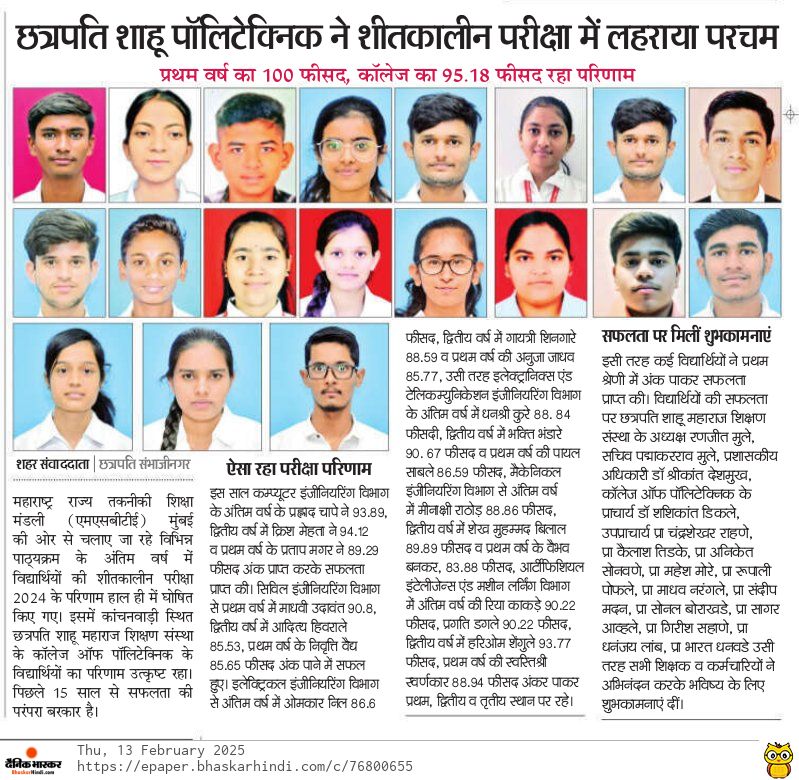 छत्रपति शाहू पॉलिटेक्निक ने शीतकालीन परीक्षा में लहराया परचम
प्रथम वर्ष का 100 फीसद, कॉलेज का 95.18 फीसद रहा परिणाम
शहर संवाददाता | छत्रपति संभाजीनगर
महाराष्ट्र राज्य तकनीकी शिक्षा
मंडली (एमएसबीटीई) मुंबई
की ओर से चलाए जा रहे विभिन्न
पाठ्यक्रम के अंतिम वर्ष में
विद्यार्थियों की शीतकालीन परीक्षा
2024 के परिणाम हाल ही में घोषित
किए गए। इसमें कांचनवाड़ी स्थित
छत्रपति शाहू महाराज शिक्षण संस्था
के कॉलेज ऑफ पॉलिटेक्निक के
विद्यार्थियों का परिणाम उत्कृष्ट रहा।
पिछले 15 साल से सफलता की
परंपरा बरकार है।
ऐसा रहा परीक्षा परिणाम
इस साल कम्प्यूटर इंजीनियरिंग विभाग
के अंतिम वर्ष के प्रह्लाद चापे ने 93.89,
द्वितीय वर्ष में क्रिश मेहता ने 94.12
व प्रथम वर्ष के प्रताप मगर ने 89.29
फीसद अंक प्राप्त करके सफलता
प्राप्त की। सिविल इंजीनियरिंग विभाग
से प्रथम वर्ष में माधवी उदावंत 90.8,
द्वितीय वर्ष में आदित्य हिवराले
85.53, प्रथम वर्ष के निवृत्ति वैद्य
85.65 फीसद अंक पाने में सफल
हुए। इलेक्ट्रिकल इंजीनियरिंग विभाग
से अंतिम वर्ष में ओमकार निल 86.6
फीसद, द्वितीय वर्ष में गायत्री शिनगारे
88.59 व प्रथम वर्ष की अनुजा जाधव
85.77, उसी तरह इलेक्ट्रानिक्स एंड
टेलिकम्युनिकेशन इंजीनियरिंग विभाग
के अंतिम वर्ष में धनश्री कुरे 88. 84
फीसदी, द्वितीय वर्ष में भक्ति भंडारे
90. 67 फीसद व प्रथम वर्ष की पायल
साबले 86.59 फीसद, मैकेनिकल
इंजीनियरिंग विभाग से अंतिम वर्ष
में मीनाक्षी राठोड़ 88.86 फीसद,
द्वितीय वर्ष में शेख मुहम्मद बिलाल
89.89 फीसद व प्रथम वर्ष के वैभव
बनकर, 83.88 फीसद, आर्टीफिशियल
इंटेलीजेन्स एंड मशीन लर्निंग विभाग
में अंतिम वर्ष की रिया काकड़े 90.22
फीसद, प्रगति डगले 90.22 फीसद,
द्वितीय वर्ष में हरिओम शेंगुले 93.77
फीसद, प्रथम वर्ष की स्वस्तिश्री
स्वर्णकार 88.94 फीसद अंकर पाकर
प्रथम, द्वितीय व तृतीय स्थान पर रहे।
सफलता पर मिलीं शुभकामनाएं
इसी तरह कई विद्यार्थियों ने प्रथम
श्रेणी में अंक पाकर सफलता
प्राप्त की। विद्यार्थियों की सफलता
पर छत्रपति शाहू महाराज शिक्षण
संस्था के अध्यक्ष रणजीत मुले,
सचिव पद्माकरराव मुले, प्रशासकीय
अधिकारी डॉ श्रीकांत देशमुख,
कॉलेज ऑफ पॉलिटेक्निक के
प्राचार्य डॉ शशिकांत डिकले,
उपप्राचार्य प्रा चंद्रशेखर राहणे,
प्रा कैलाश तिडके, प्रा अनिकेत
सोनवणे, प्रा महेश मोरे, प्रा रूपाली
पोफले, प्रा माधव नरंगले, प्रा संदीप
मदन, प्रा सोनल बोराखडे, प्रा सागर
आव्हले, प्रा गिरीश सहाणे, प्रा
धनंजय लांब, प्रा भारत धनवडे उसी
तरह सभी शिक्षक व कर्मचारियों ने
अभिनंदन करके भविष्य के लिए
शुभकामनाएं दीं।
दैनिक भास्कर
BhaskarHindi.com
Thu, 13 February 2025
https://epaper.bhaskarhindi.com/c/76800655